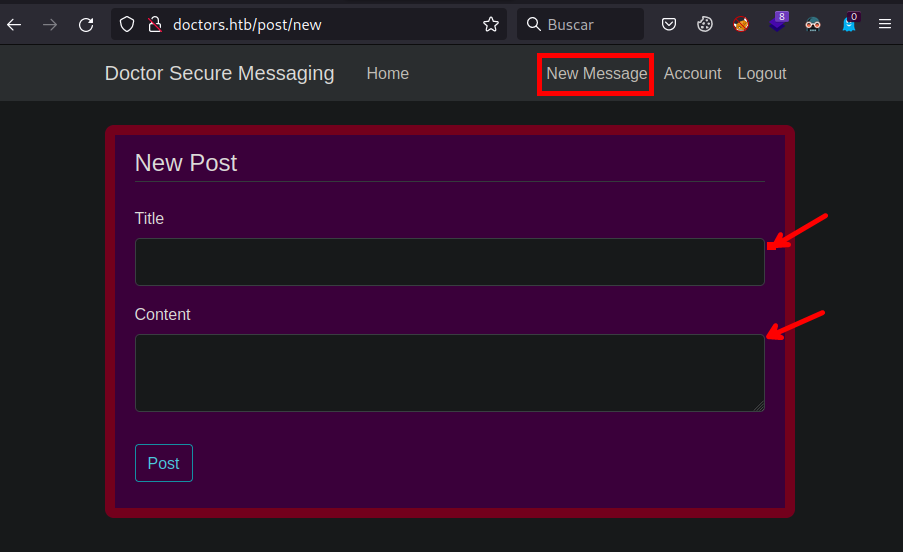 doctors.htb/post/new
Buscar
8
0
Doctor Secure Messaging Home New Message Account Logout
New Post
Title
Content
Post